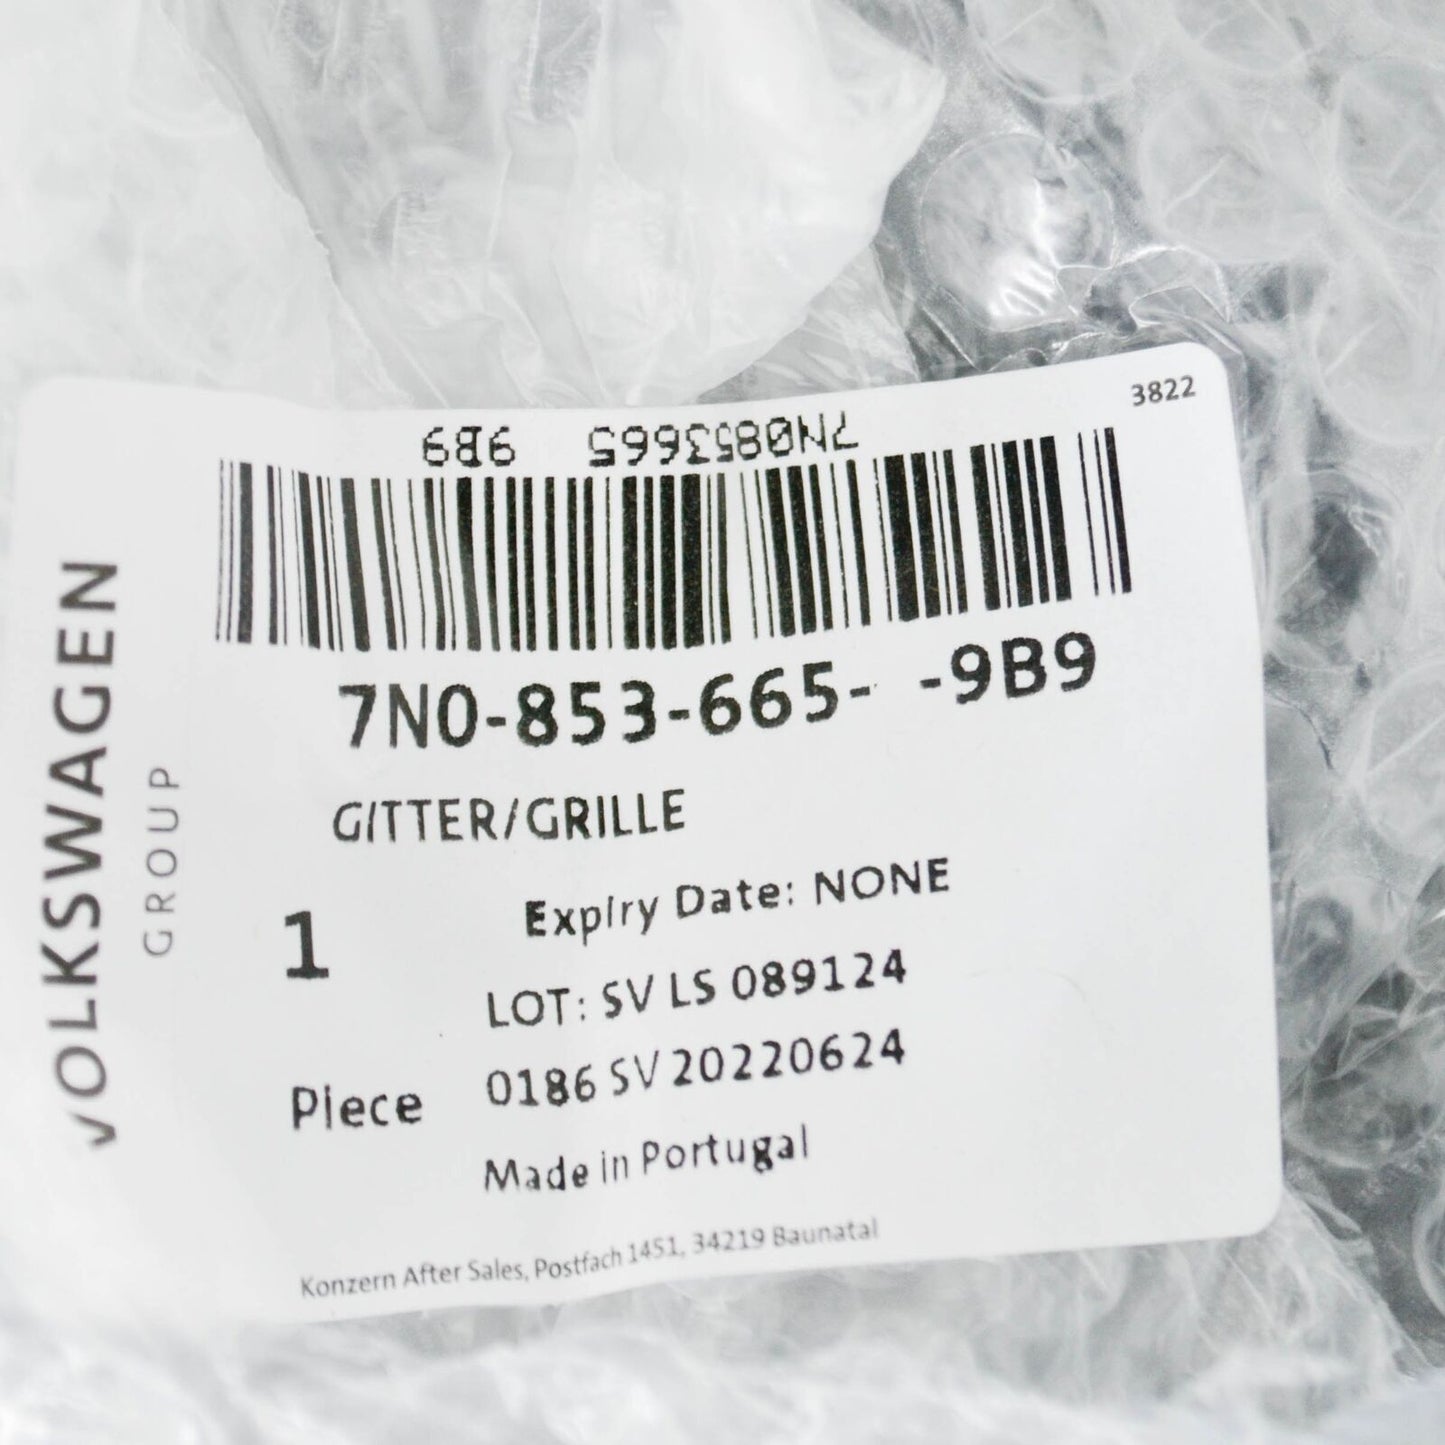 3822
7N0853665 9B9
7N0-853-665- -9B9
GITTER/GRILLE
Expiry Date: NONE
1
LOT: SV LS 089124
0186 SV 20220624
Piece
Made in Portugal
Konzern After Sales, Postfach 1451, 34219 Baunatal
VOLKSWAGEN
GROUP